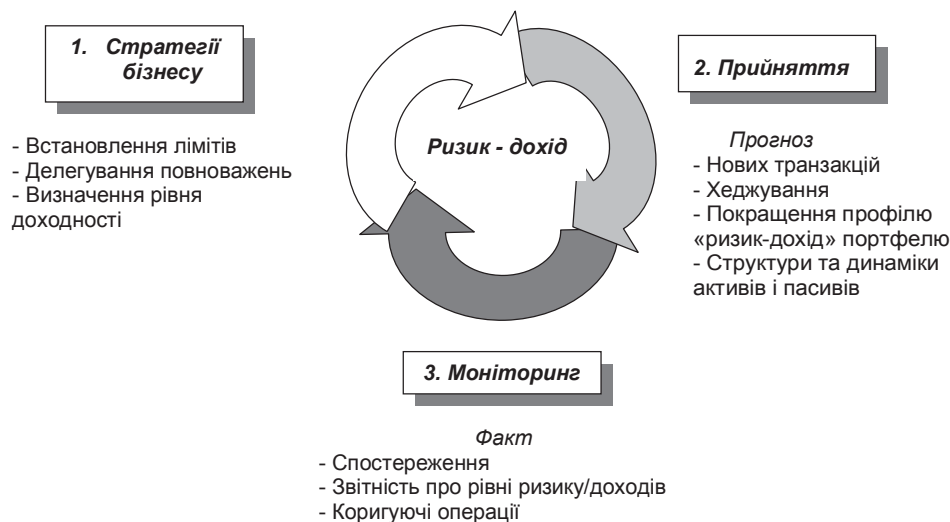 1. Стратегії
бізнесу
- Встановлення лімітів
- Делегування повноважень
- Визначення рівня
доходності
Ризик - дохід
2. Прийняття
Прогноз
- Нових транзакцій
- Хеджування
- Покращення профілю
«ризик-дохід» портфелю
- Структури та динаміки
активів і пасивів
3. Моніторинг
Факт
- Спостереження
- Звітність про рівні ризику/доходів
- Коригуючі операції